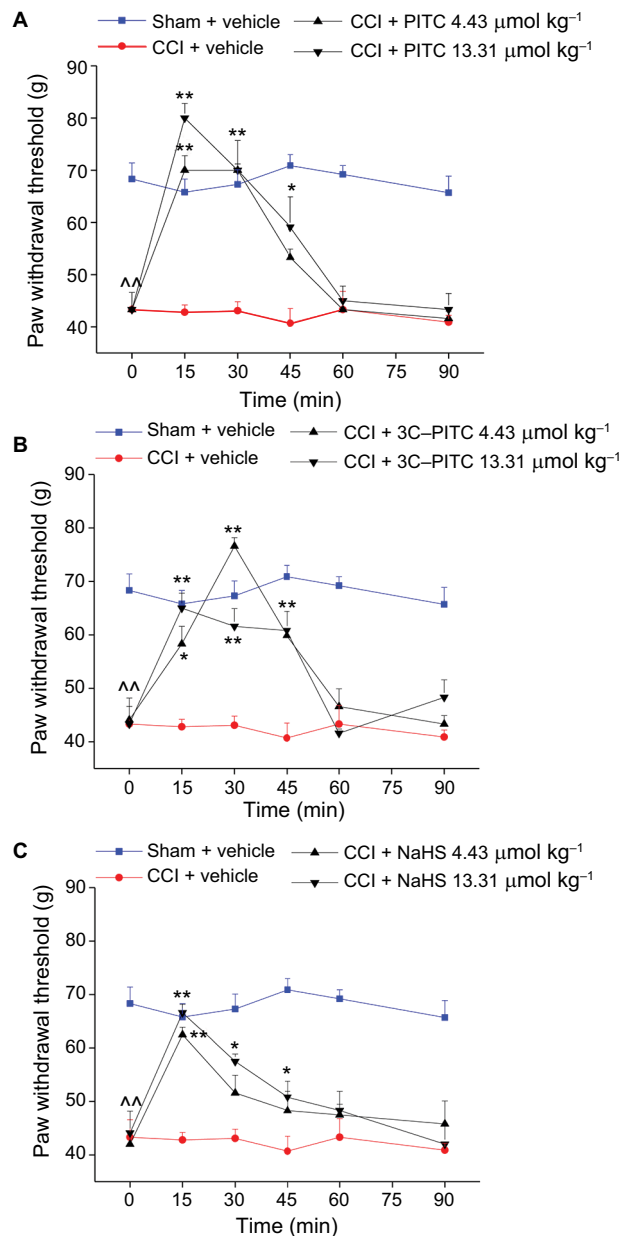 A
Sham + vehicle
CCI + vehicle
CCI + PITC 4.43 μmol kg⁻¹
CCI + PITC 13.31 μmol kg⁻¹
Paw withdrawal threshold (g)
90
80
70
60
50
40
^^
**
**
**
*
0 15 30 45 60 75 90
Time (min)
B
Sham + vehicle
CCI + vehicle
CCI + 3C–PITC 4.43 μmol kg⁻¹
CCI + 3C–PITC 13.31 μmol kg⁻¹
Paw withdrawal threshold (g)
90
80
70
60
50
40
^^
**
*
**
**
**
0 15 30 45 60 75 90
Time (min)
C
Sham + vehicle
CCI + vehicle
CCI + NaHS 4.43 μmol kg⁻¹
CCI + NaHS 13.31 μmol kg⁻¹
Paw withdrawal threshold (g)
90
80
70
60
50
40
^^
**
**
*
*
0 15 30 45 60 75 90
Time (min)